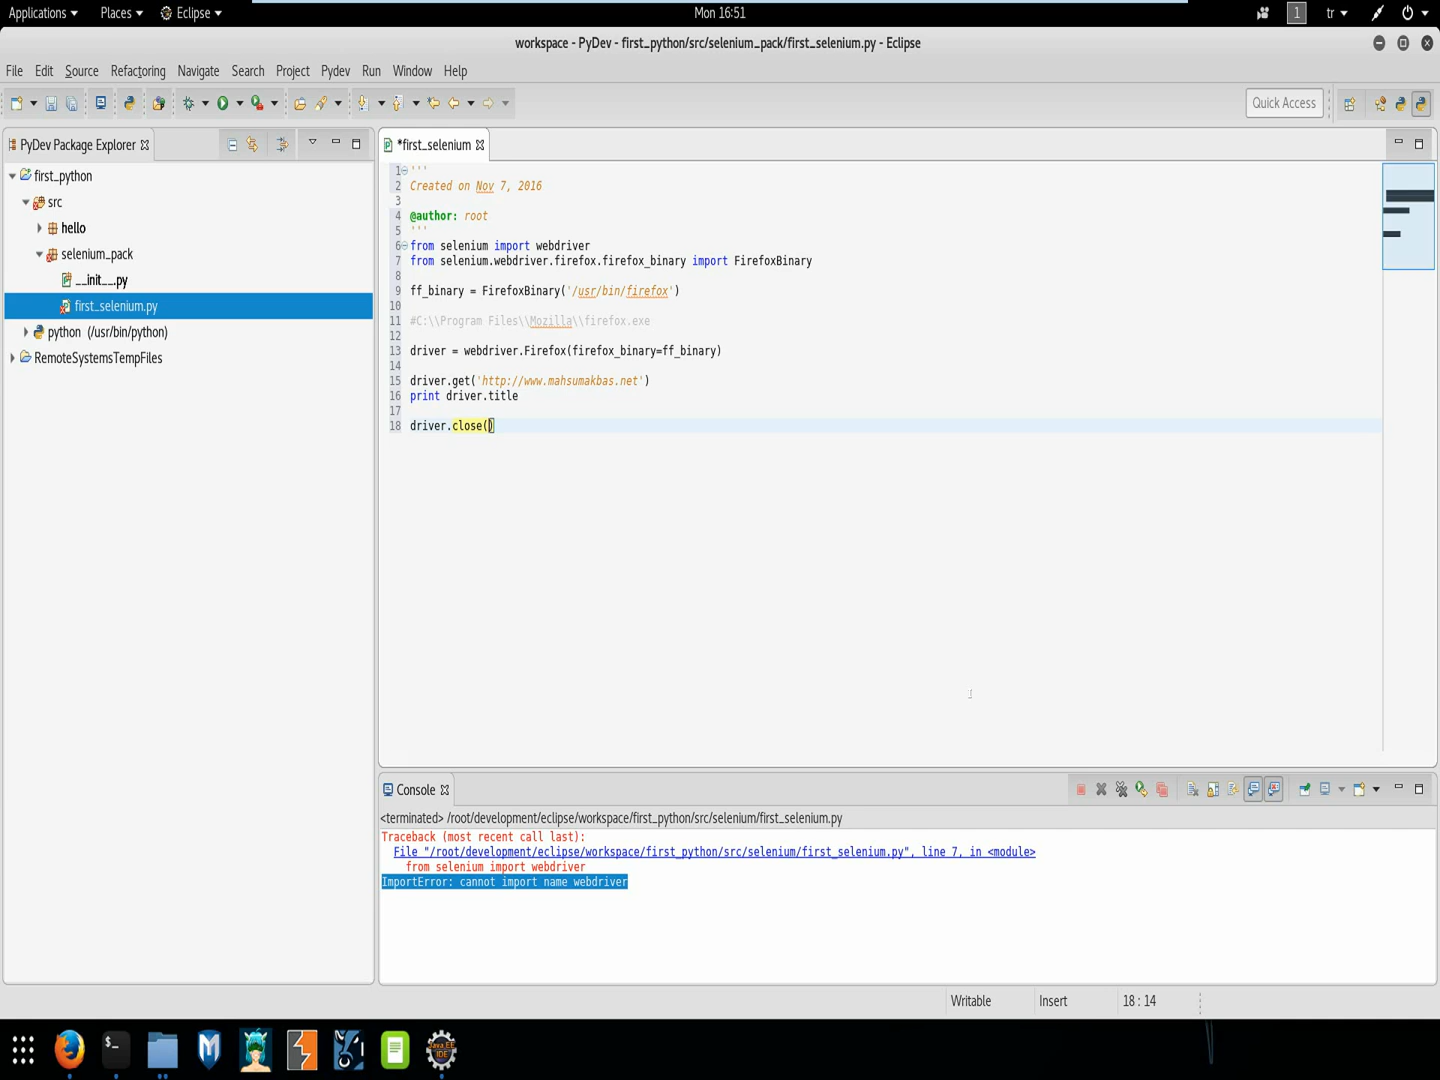 Applications Places Eclipse Mon 16:51 1 tr
workspace - PyDev - first_python/src/selenium_pack/first_selenium.py - Eclipse
File Edit Source Refactoring Navigate Search Project Pydev Run Window Help
Quick Access
PyDev Package Explorer
first_python
src
hello
selenium_pack
__init__.py
first_selenium.py
python (/usr/bin/python)
RemoteSystemsTempFiles
*first_selenium
1 '''
2 Created on Nov 7, 2016
3
4 @author: root
5 '''
6 from selenium import webdriver
7 from selenium.webdriver.firefox.firefox_binary import FirefoxBinary
8
9 ff_binary = FirefoxBinary('/usr/bin/firefox')
10
11 #C:\\Program Files\\Mozilla\\firefox.exe
12
13 driver = webdriver.Firefox(firefox_binary=ff_binary)
14
15 driver.get('http://www.mahsumakbas.net')
16 print driver.title
17
18 driver.close()
Console
<terminated> /root/development/eclipse/workspace/first_python/src/selenium/first_selenium.py
Traceback (most recent call last):
File "/root/development/eclipse/workspace/first_python/src/selenium/first_selenium.py", line 7, in <module>
from selenium import webdriver
ImportError: cannot import name webdriver
Writable Insert 18 : 14
$_
Java EE
IDE